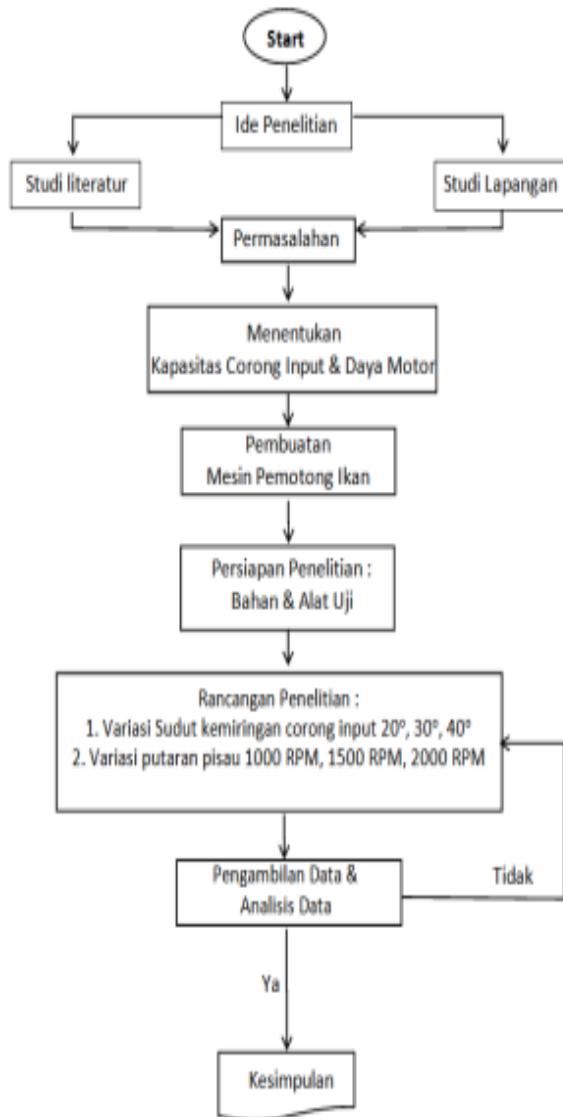 Start
Ide Penelitian
Studi literatur
Studi Lapangan
Permasalahan
Menentukan
Kapasitas Corong Input & Daya Motor
Pembuatan
Mesin Pemotong Ikan
Persiapan Penelitian :
Bahan & Alat Uji
Rancangan Penelitian :
1. Variasi Sudut kemiringan corong input 20°, 30°, 40°
2. Variasi putaran pisau 1000 RPM, 1500 RPM, 2000 RPM
Pengambilan Data &
Analisis Data
Tidak
Ya
Kesimpulan